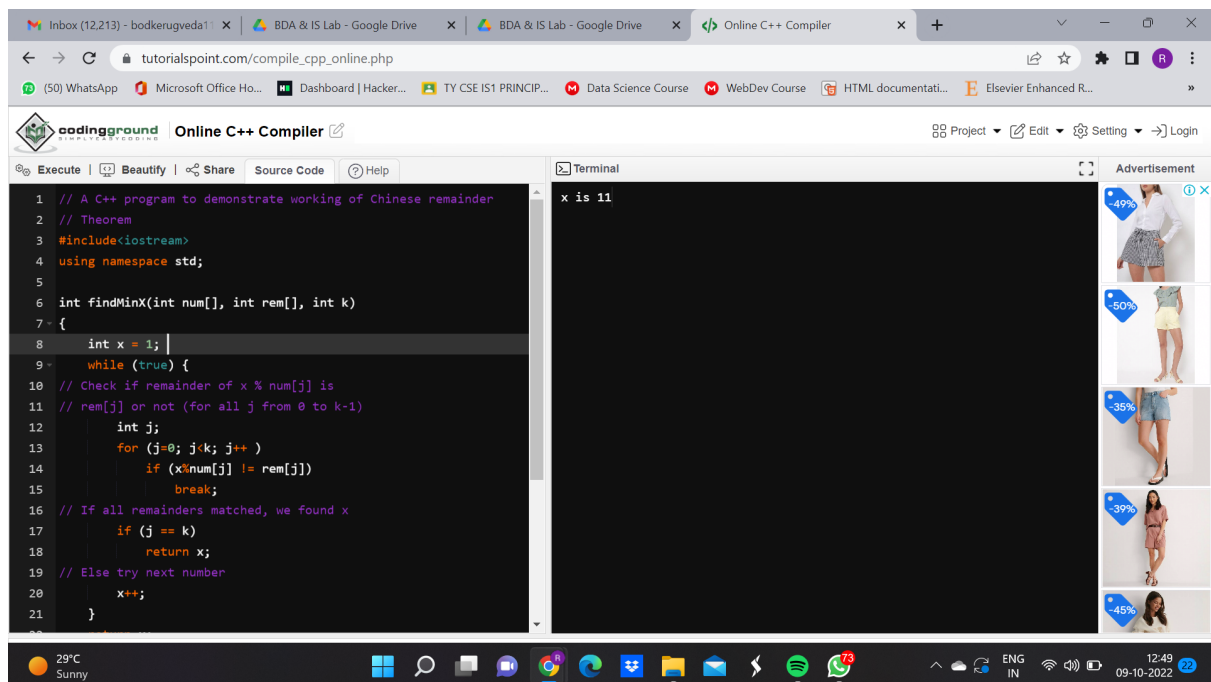 Inbox (12,213) - bodkerugveda11
BDA & IS Lab - Google Drive
BDA & IS Lab - Google Drive
Online C++ Compiler
tutorialspoint.com/compile_cpp_online.php
R
(50) WhatsApp
Microsoft Office Ho...
Dashboard | Hacker...
TY CSE IS1 PRINCIP...
Data Science Course
WebDev Course
HTML documentati...
Elsevier Enhanced R...
»
codingground
SIMPLYEASYCODING
Online C++ Compiler
Project
Edit
Setting
Login
Execute | Beautify | Share
Source Code
Help
Terminal
Advertisement
1 // A C++ program to demonstrate working of Chinese remainder
2 // Theorem
3 #include<iostream>
4 using namespace std;
5
6 int findMinX(int num[], int rem[], int k)
7 {
8 int x = 1;
9 while (true) {
10 // Check if remainder of x % num[j] is
11 // rem[j] or not (for all j from 0 to k-1)
12 int j;
13 for (j=0; j<k; j++ )
14 if (x%num[j] != rem[j])
15 break;
16 // If all remainders matched, we found x
17 if (j == k)
18 return x;
19 // Else try next number
20 x++;
21 }
x is 11
-49%
-50%
-35%
-39%
-45%
29°C
Sunny
R
73
ENG
IN
12:49
09-10-2022
22